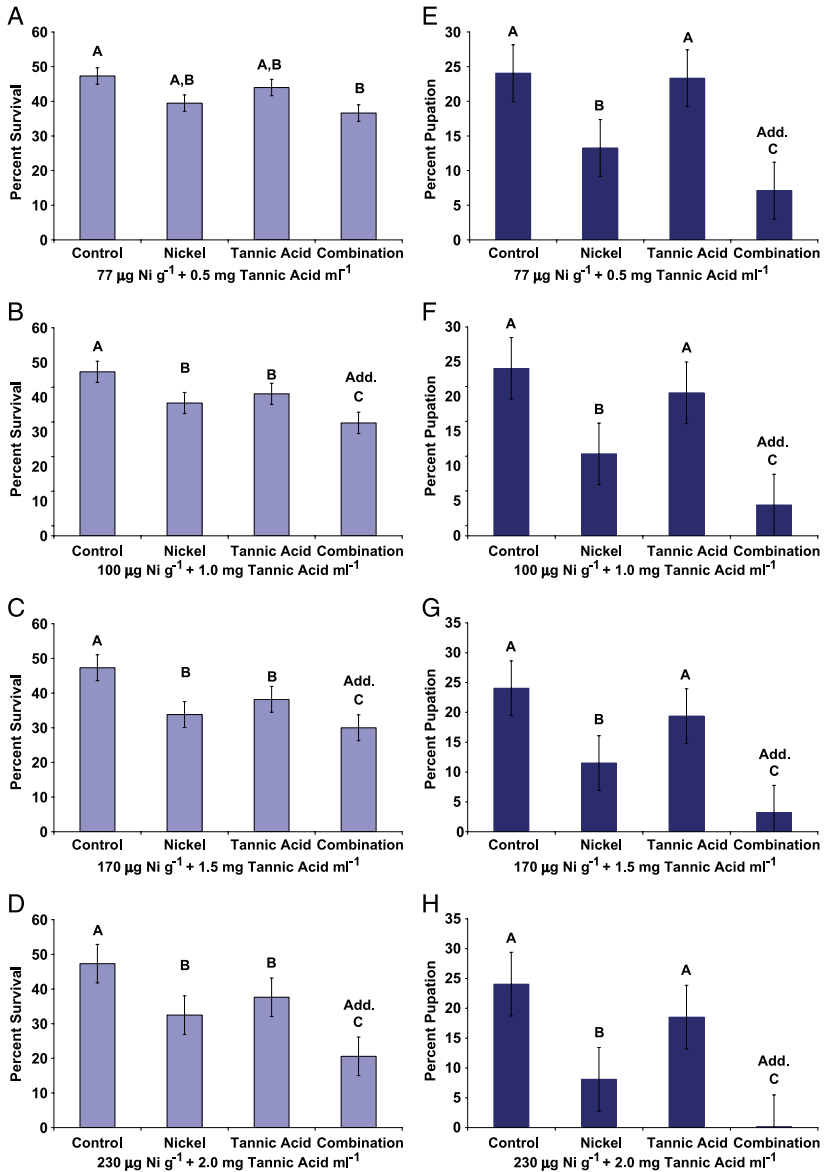 A
Percent Survival
60
50
40
30
20
10
0
A
A,B
A,B
B
Control Nickel Tannic Acid Combination
77 µg Ni g⁻¹ + 0.5 mg Tannic Acid ml⁻¹
E
Percent Pupation
30
25
20
15
10
5
0
A
B
A
Add.
C
Control Nickel Tannic Acid Combination
77 µg Ni g⁻¹ + 0.5 mg Tannic Acid ml⁻¹
B
Percent Survival
60
50
40
30
20
10
0
A
B
B
Add.
C
Control Nickel Tannic Acid Combination
100 µg Ni g⁻¹ + 1.0 mg Tannic Acid ml⁻¹
F
Percent Pupation
30
25
20
15
10
5
0
A
B
A
Add.
C
Control Nickel Tannic Acid Combination
100 µg Ni g⁻¹ + 1.0 mg Tannic Acid ml⁻¹
C
Percent Survival
60
50
40
30
20
10
0
A
B
B
Add.
C
Control Nickel Tannic Acid Combination
170 µg Ni g⁻¹ + 1.5 mg Tannic Acid ml⁻¹
G
Percent Pupation
35
30
25
20
15
10
5
0
A
B
A
Add.
C
Control Nickel Tannic Acid Combination
170 µg Ni g⁻¹ + 1.5 mg Tannic Acid ml⁻¹
D
Percent Survival
60
50
40
30
20
10
0
A
B
B
Add.
C
Control Nickel Tannic Acid Combination
230 µg Ni g⁻¹ + 2.0 mg Tannic Acid ml⁻¹
H
Percent Pupation
35
30
25
20
15
10
5
0
A
B
A
Add.
C
Control Nickel Tannic Acid Combination
230 µg Ni g⁻¹ + 2.0 mg Tannic Acid ml⁻¹